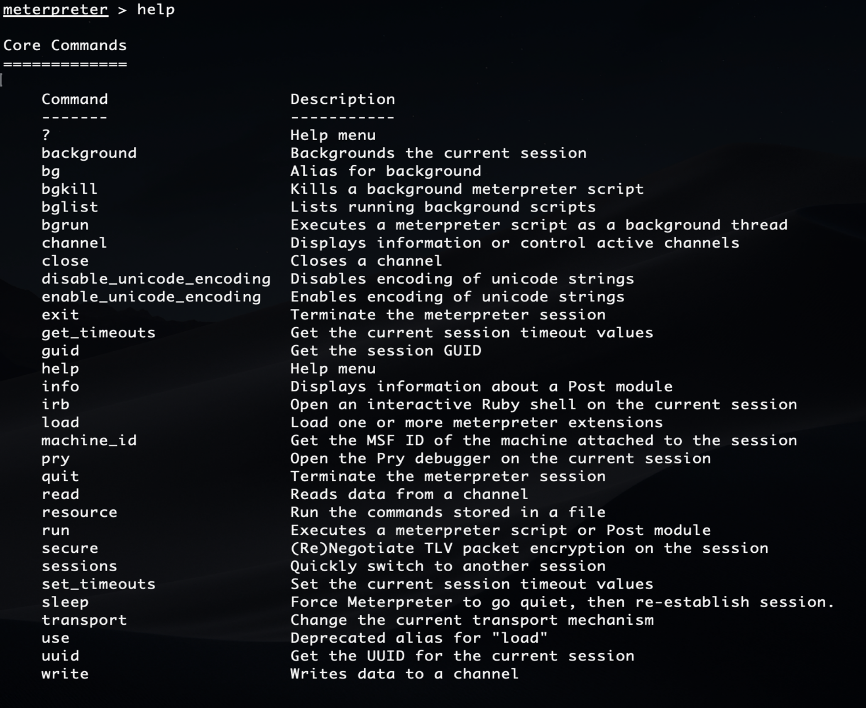 meterpreter > help
Core Commands
=============
Command Description
------- -----------
? Help menu
background Backgrounds the current session
bg Alias for background
bgkill Kills a background meterpreter script
bglist Lists running background scripts
bgrun Executes a meterpreter script as a background thread
channel Displays information or control active channels
close Closes a channel
disable_unicode_encoding Disables encoding of unicode strings
enable_unicode_encoding Enables encoding of unicode strings
exit Terminate the meterpreter session
get_timeouts Get the current session timeout values
guid Get the session GUID
help Help menu
info Displays information about a Post module
irb Open an interactive Ruby shell on the current session
load Load one or more meterpreter extensions
machine_id Get the MSF ID of the machine attached to the session
pry Open the Pry debugger on the current session
quit Terminate the meterpreter session
read Reads data from a channel
resource Run the commands stored in a file
run Executes a meterpreter script or Post module
secure (Re)Negotiate TLV packet encryption on the session
sessions Quickly switch to another session
set_timeouts Set the current session timeout values
sleep Force Meterpreter to go quiet, then re-establish session.
transport Change the current transport mechanism
use Deprecated alias for "load"
uuid Get the UUID for the current session
write Writes data to a channel